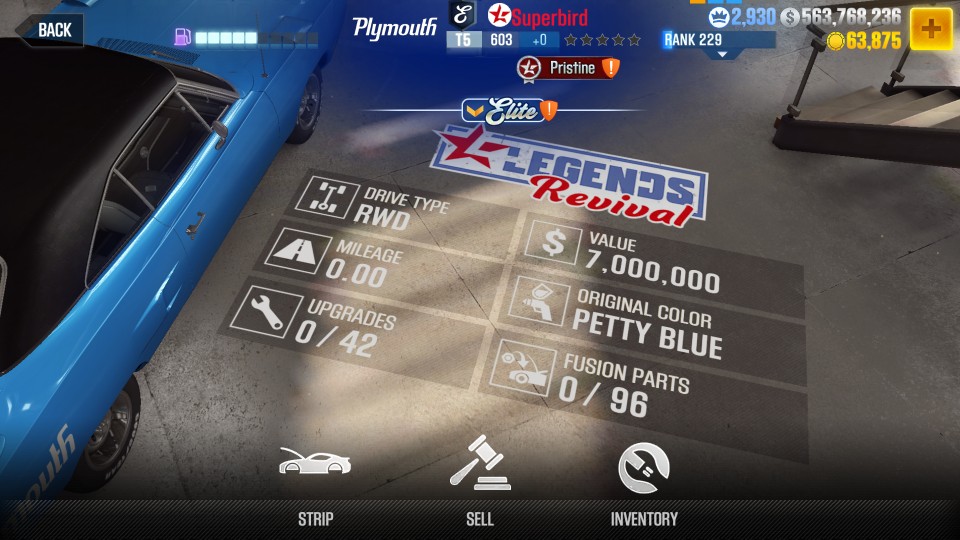 BACK
Plymouth
Superbird
T5 603 +0
2,930
563,768,236
RANK 229
63,875
Pristine
Elite
LEGENDS
Revival
DRIVE TYPE
RWD
MILEAGE
0.00
UPGRADES
0 / 42
VALUE
7,000,000
ORIGINAL COLOR
PETTY BLUE
FUSION PARTS
0 / 96
mouth
STRIP
SELL
INVENTORY